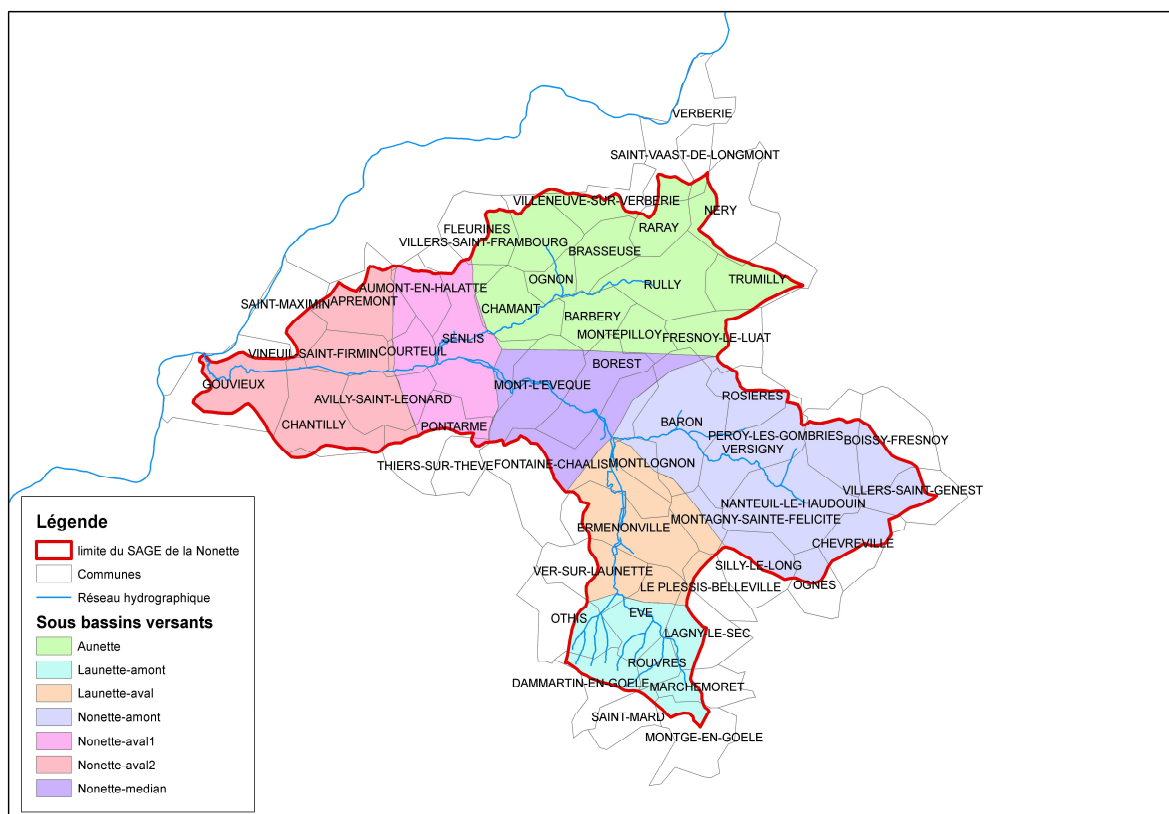 VERBERIE
SAINT-VAAST-DE-LONGMONT
VILLENEUVE-SUR-VERBERIE
NERY
FLEURINES
RARAY
VILLERS-SAINT-FRAMBOURG
BRASSEUSE
OGNON
RULLY
TRUMILLY
AUMONT-EN-HALATTE
SAINT-MAXIMIN
APREMONT
CHAMANT
BARBERY
MONTEPILLOY
FRESNOY-LE-LUAT
SENLIS
VINEUIL-SAINT-FIRMIN
COURTEUIL
BOREST
GOUVIEUX
MONT-L'EVEQUE
AVILLY-SAINT-LEONARD
ROSIERES
CHANTILLY
PONTARME
BARON
PEROY-LES-GOMBRIES
BOISSY-FRESNOY
VERSIGNY
THIERS-SUR-THEVE
FONTAINE-CHAALIS
MONTLOGNON
VILLERS-SAINT-GENEST
NANTEUIL-LE-HAUDOUIN
MONTAGNY-SAINTE-FELICITE
ERMENONVILLE
CHEVREVILLE
SILLY-LE-LONG
VER-SUR-LAUNETTE
LE PLESSIS-BELLEVILLE
OGNES
EVE
OTHIS
LAGNY-LE-SEC
ROUVRES
DAMMARTIN-EN-GOELE
MARCHEMORET
SAINT-MARD
MONTGE-EN-GOELE
Légende
limite du SAGE de la Nonette
Communes
Réseau hydrographique
Sous bassins versants
Aunette
Launette-amont
Launette-aval
Nonette-amont
Nonette-aval1
Nonette-aval2
Nonette-median